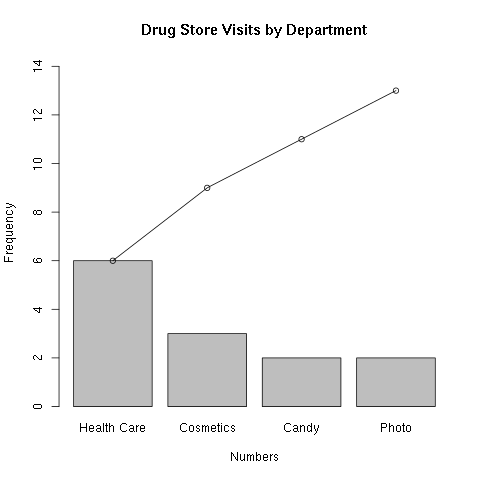 Drug Store Visits by Department
14
12
10
8
6
4
2
0
Frequency
Health Care Cosmetics Candy Photo
Numbers